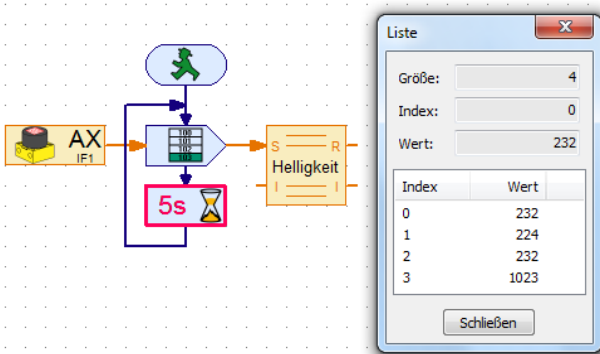 AX
IF1
100
101
102
103
S R
Helligkeit
I I
5s
Liste
Größe: 4
Index: 0
Wert: 232
Index Wert
0 232
1 224
2 232
3 1023
Schließen